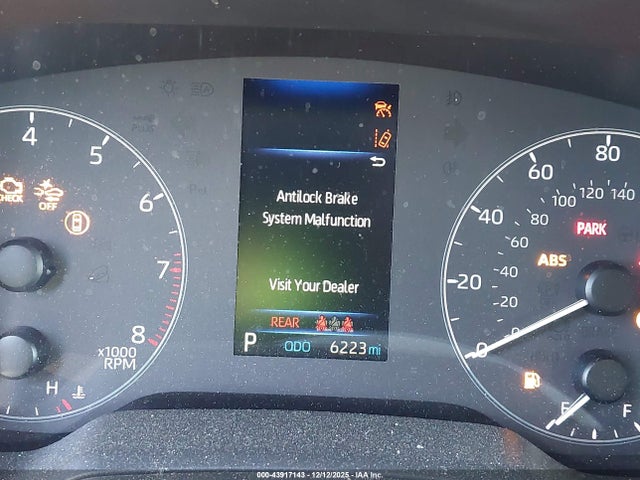 4
5
6
7
8
x1000
RPM
H
CHECK
OFF
PWR
Antilock Brake
System Malfunction
Visit Your Dealer
REAR
P ODO 6223 mi
80
60
100 120 140
40
80
PARK
60
ABS
20
40
20
0
0
E
F
000-43917143 - 12/12/2025 - IAA Inc.